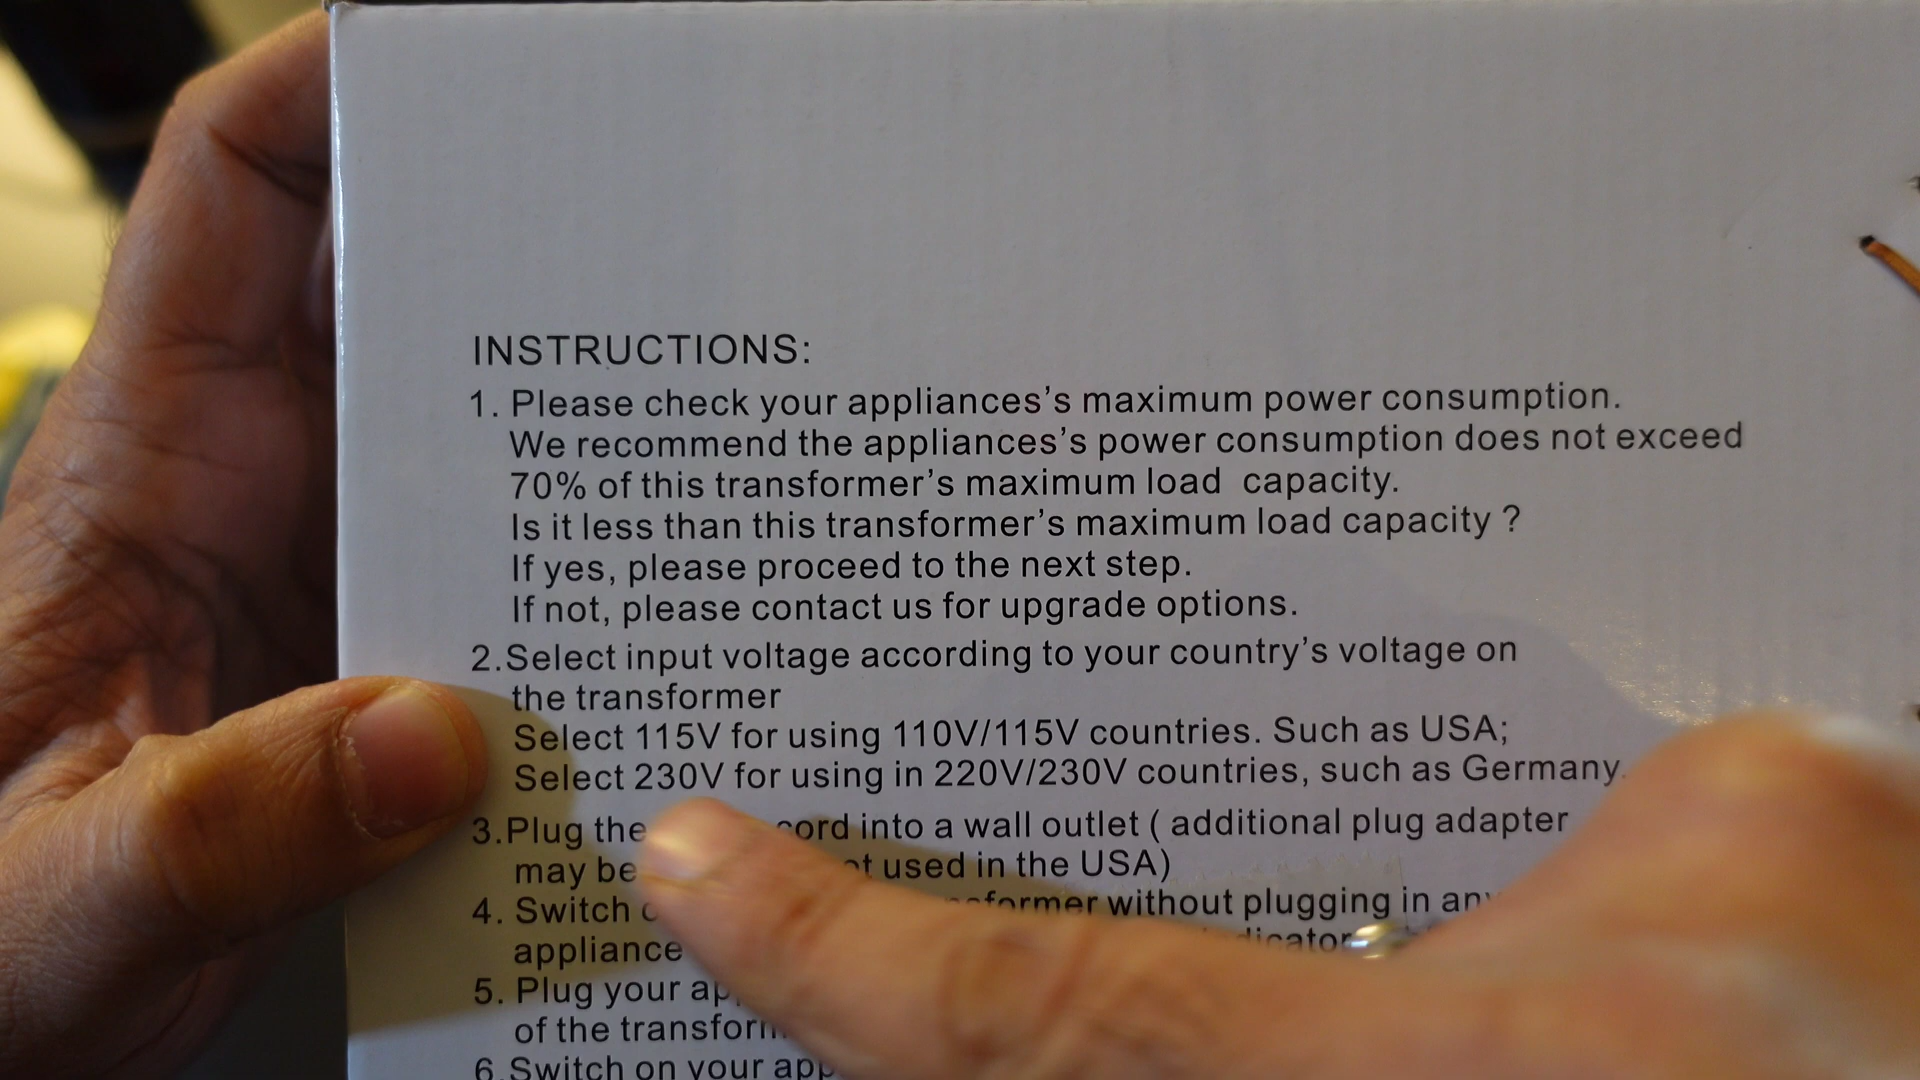 INSTRUCTIONS:
1. Please check your appliances's maximum power consumption.
We recommend the appliances's power consumption does not exceed
70% of this transformer's maximum load capacity.
Is it less than this transformer's maximum load capacity ?
If yes, please proceed to the next step.
If not, please contact us for upgrade options.
2.Select input voltage according to your country's voltage on
the transformer
Select 115V for using 110V/115V countries. Such as USA;
Select 230V for using in 220V/230V countries, such as Germany.
3.Plug the cord into a wall outlet ( additional plug adapter
may be used in the USA)
4. Switch without plugging in any
appliance
5. Plug your
of the
6.Switch on your